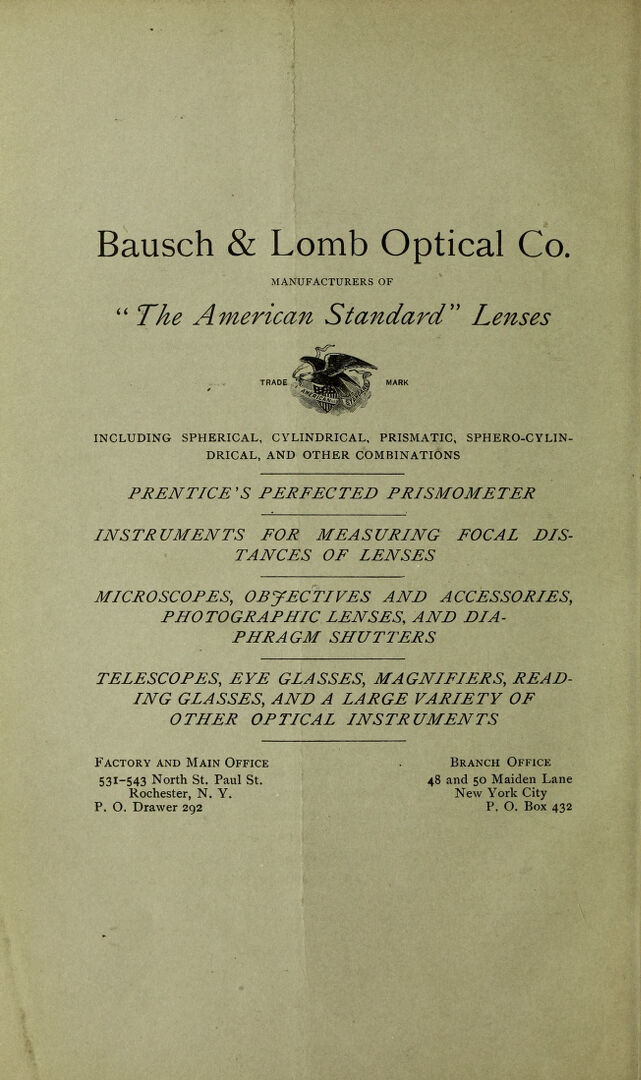 Bausch & Lomb Optical Co.
MANUFACTURERS OF
"The American Standard" Lenses
TRADE MARK
AMERICAN STANDARD
INCLUDING SPHERICAL, CYLINDRICAL, PRISMATIC, SPHERO-CYLIN-
DRICAL, AND OTHER COMBINATIONS
PRENTICE'S PERFECTED PRISMOMETER
INSTRUMENTS FOR MEASURING FOCAL DIS-
TANCES OF LENSES
MICROSCOPES, OBJECTIVES AND ACCESSORIES,
PHOTOGRAPHIC LENSES, AND DIA-
PHRAGM SHUTTERS
TELESCOPES, EYE GLASSES, MAGNIFIERS, READ-
ING GLASSES, AND A LARGE VARIETY OF
OTHER OPTICAL INSTRUMENTS
FACTORY AND MAIN OFFICE
531-543 North St. Paul St.
Rochester, N. Y.
P. O. Drawer 292
BRANCH OFFICE
48 and 50 Maiden Lane
New York City
P. O. Box 432